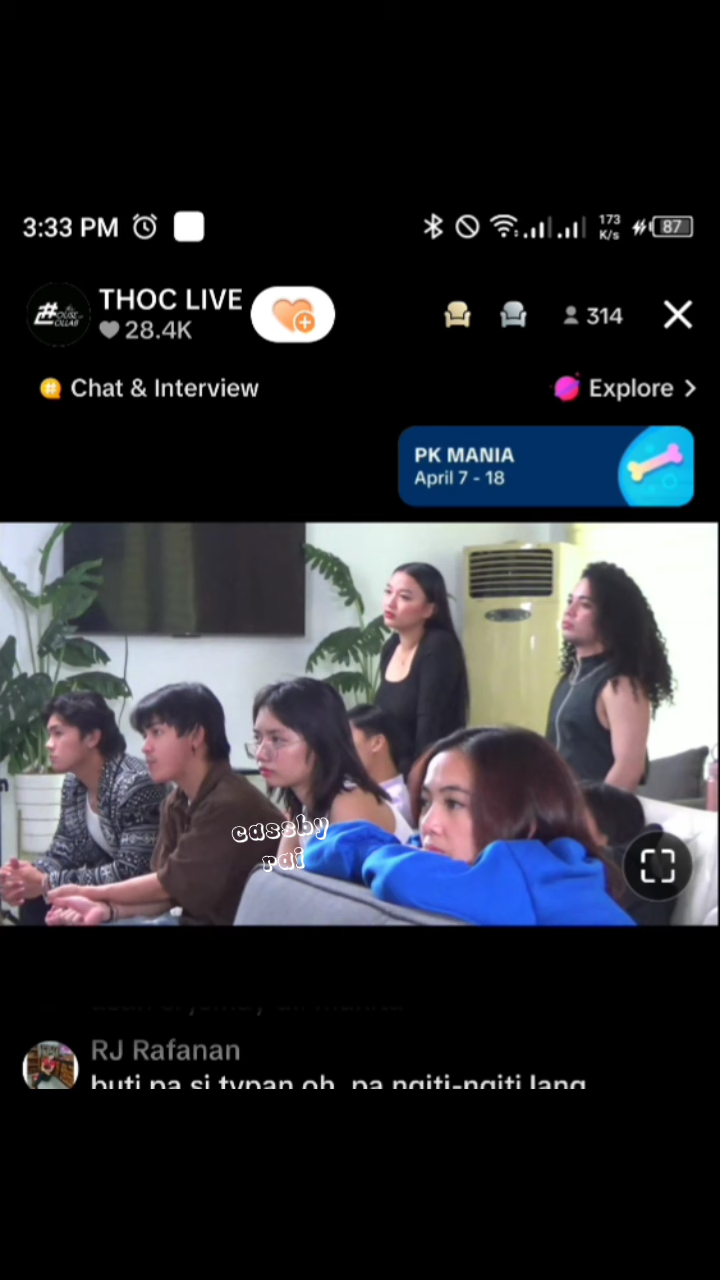 3:33 PM
173
K/s
87
THOC LIVE
28.4K
314
Chat & Interview
Explore >
PK MANIA
April 7 - 18
cassby
rai
RJ Rafanan
buti pa si typan oh, pa ngiti-ngiti lang